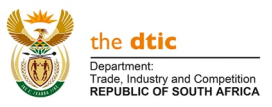 the dtic
Department:
Trade, Industry and Competition
REPUBLIC OF SOUTH AFRICA